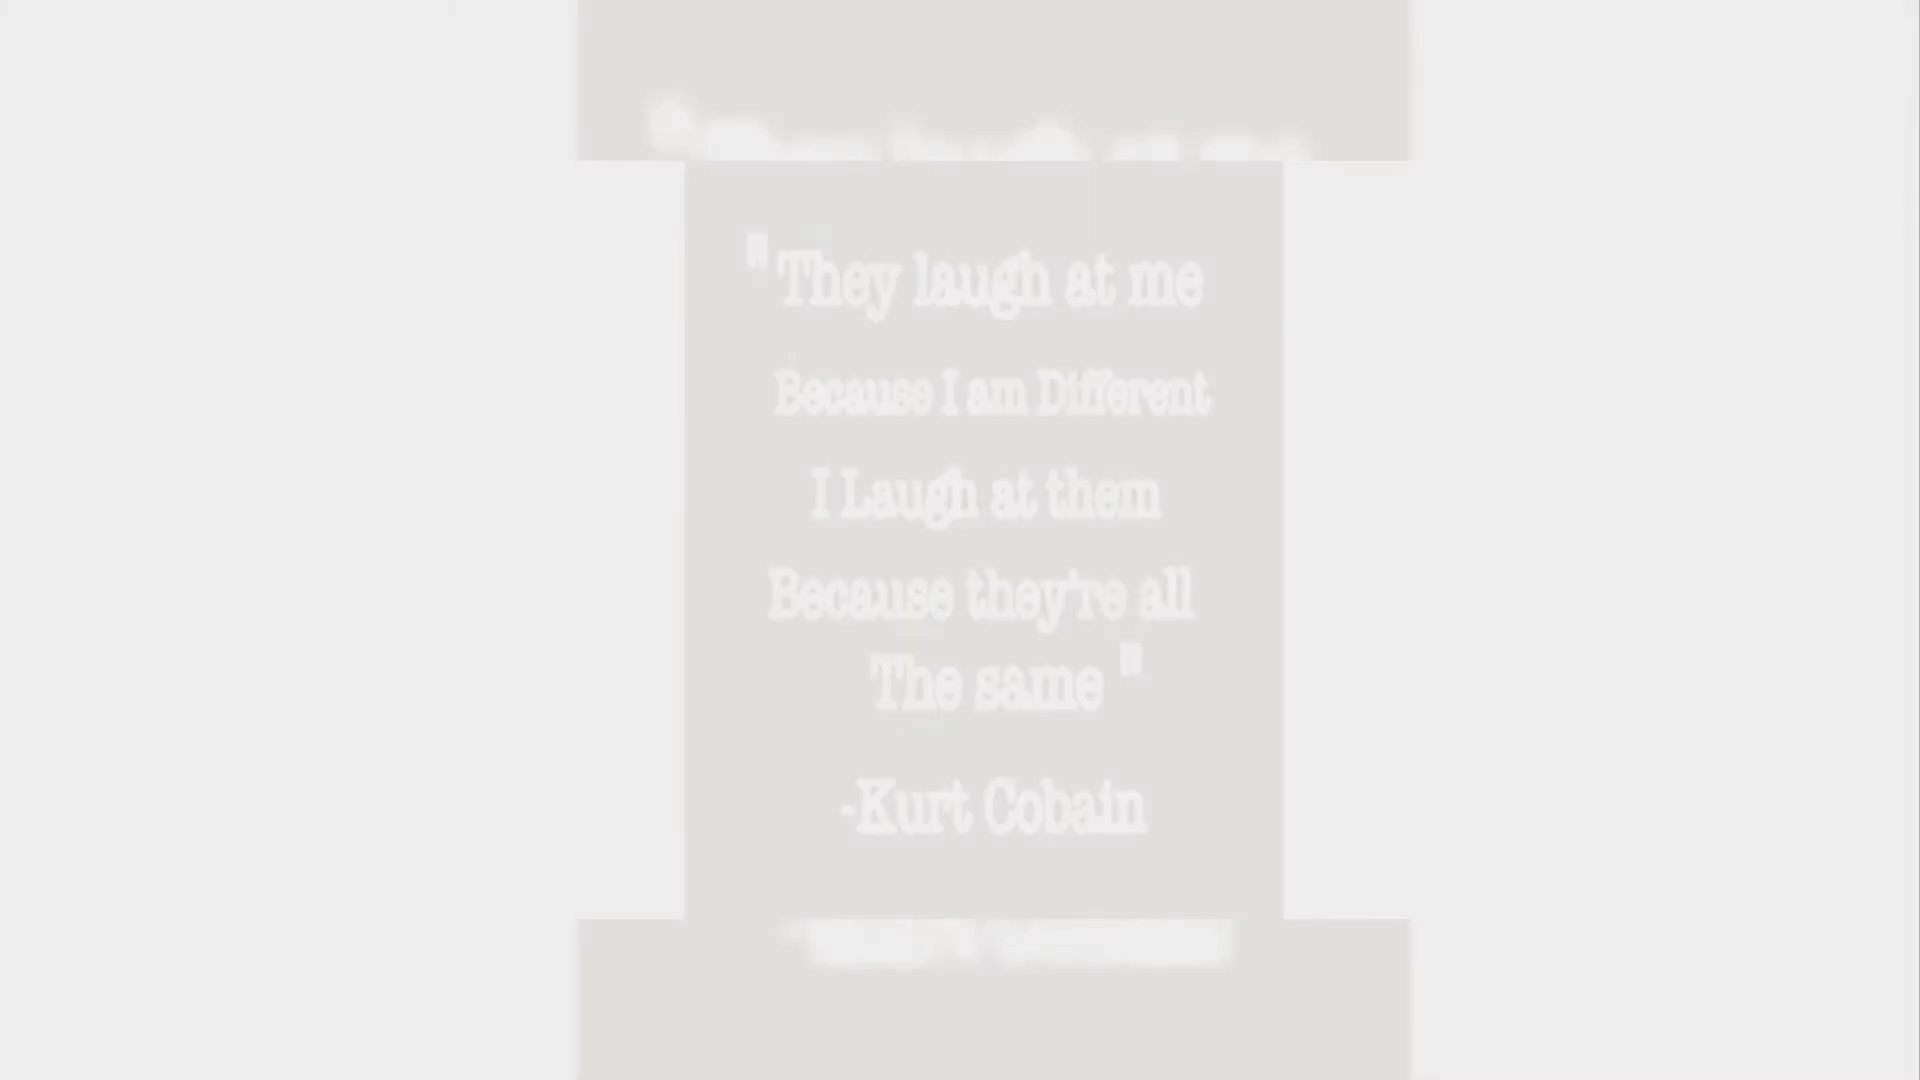 "They laugh at me
Because I am Different
I Laugh at them
Because they're all
The same"
-Kurt Cobain